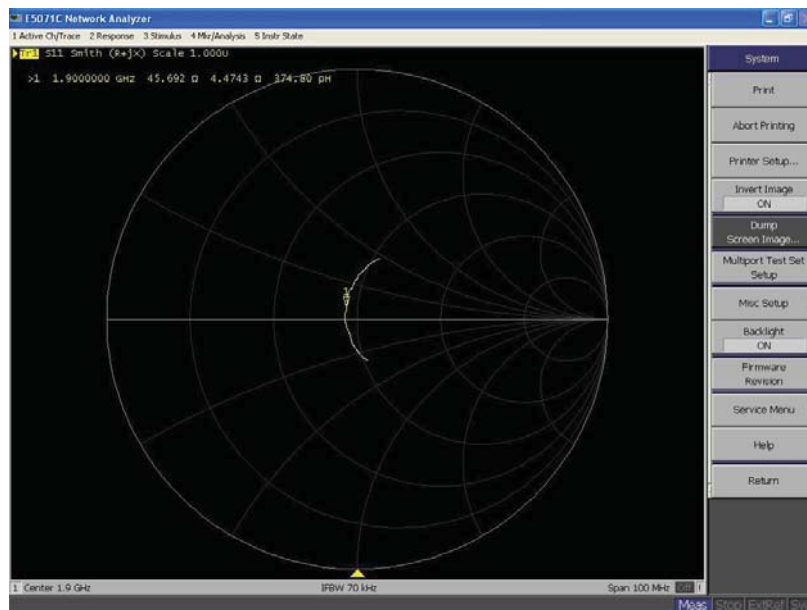 E5071C Network Analyzer
1 Active Ch/Trace 2 Response 3 Stimulus 4 Mkr/Analysis 5 Instr State
Tr1 S11 Smith (R+jX) Scale 1.000U
>1 1.9000000 GHz 45.692 Ω 4.4743 Ω 374.80 pH
1
System
Print
Abort Printing
Printer Setup...
Invert Image
ON
Dump
Screen Image...
Multiport Test Set
Setup
Misc Setup
Backlight
ON
Firmware
Revision
Service Menu
Help
Return
1 Center 1.9 GHz IFBW 70 kHz Span 100 MHz Off
Meas Stop ExtRef